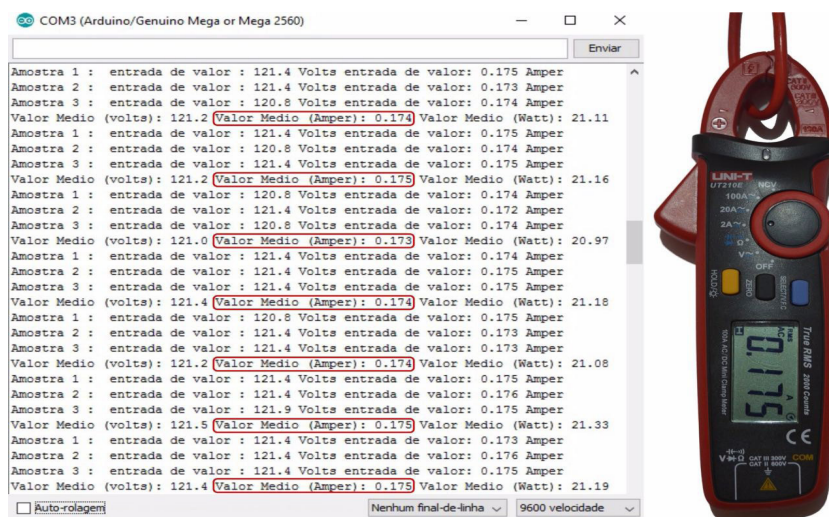 COM3 (Arduino/Genuino Mega or Mega 2560)
Enviar
Amostra 1 : entrada de valor : 121.4 Volts entrada de valor: 0.175 Amper
Amostra 2 : entrada de valor : 121.4 Volts entrada de valor: 0.173 Amper
Amostra 3 : entrada de valor : 120.8 Volts entrada de valor: 0.174 Amper
Valor Medio (volts): 121.2 Valor Medio (Amper): 0.174 Valor Medio (Watt): 21.11
Amostra 1 : entrada de valor : 121.4 Volts entrada de valor: 0.175 Amper
Amostra 2 : entrada de valor : 120.8 Volts entrada de valor: 0.174 Amper
Amostra 3 : entrada de valor : 121.4 Volts entrada de valor: 0.175 Amper
Valor Medio (volts): 121.2 Valor Medio (Amper): 0.175 Valor Medio (Watt): 21.16
Amostra 1 : entrada de valor : 120.8 Volts entrada de valor: 0.174 Amper
Amostra 2 : entrada de valor : 121.4 Volts entrada de valor: 0.172 Amper
Amostra 3 : entrada de valor : 120.8 Volts entrada de valor: 0.174 Amper
Valor Medio (volts): 121.0 Valor Medio (Amper): 0.173 Valor Medio (Watt): 20.97
Amostra 1 : entrada de valor : 121.4 Volts entrada de valor: 0.174 Amper
Amostra 2 : entrada de valor : 121.4 Volts entrada de valor: 0.175 Amper
Amostra 3 : entrada de valor : 121.4 Volts entrada de valor: 0.175 Amper
Valor Medio (volts): 121.4 Valor Medio (Amper): 0.174 Valor Medio (Watt): 21.18
Amostra 1 : entrada de valor : 120.8 Volts entrada de valor: 0.175 Amper
Amostra 2 : entrada de valor : 121.4 Volts entrada de valor: 0.173 Amper
Amostra 3 : entrada de valor : 121.4 Volts entrada de valor: 0.173 Amper
Valor Medio (volts): 121.2 Valor Medio (Amper): 0.174 Valor Medio (Watt): 21.08
Amostra 1 : entrada de valor : 121.4 Volts entrada de valor: 0.175 Amper
Amostra 2 : entrada de valor : 121.4 Volts entrada de valor: 0.176 Amper
Amostra 3 : entrada de valor : 121.9 Volts entrada de valor: 0.175 Amper
Valor Medio (volts): 121.5 Valor Medio (Amper): 0.175 Valor Medio (Watt): 21.33
Amostra 1 : entrada de valor : 121.4 Volts entrada de valor: 0.173 Amper
Amostra 2 : entrada de valor : 121.4 Volts entrada de valor: 0.176 Amper
Amostra 3 : entrada de valor : 121.4 Volts entrada de valor: 0.175 Amper
Valor Medio (volts): 121.4 Valor Medio (Amper): 0.175 Valor Medio (Watt): 21.19
Auto-rolagem
Nenhum final-de-linha
9600 velocidade
UNI-T
UT210E
NCV
100A~
20A~
2A~
Ω
V~
OFF
HOLD
ZERO
SELECT
True RMS 2000 Counts
100A AC/DC Mini Clamp Meter
RMS
AC
A
0.175
CE
VΩ
CAT III 300V
CAT II 600V
COM